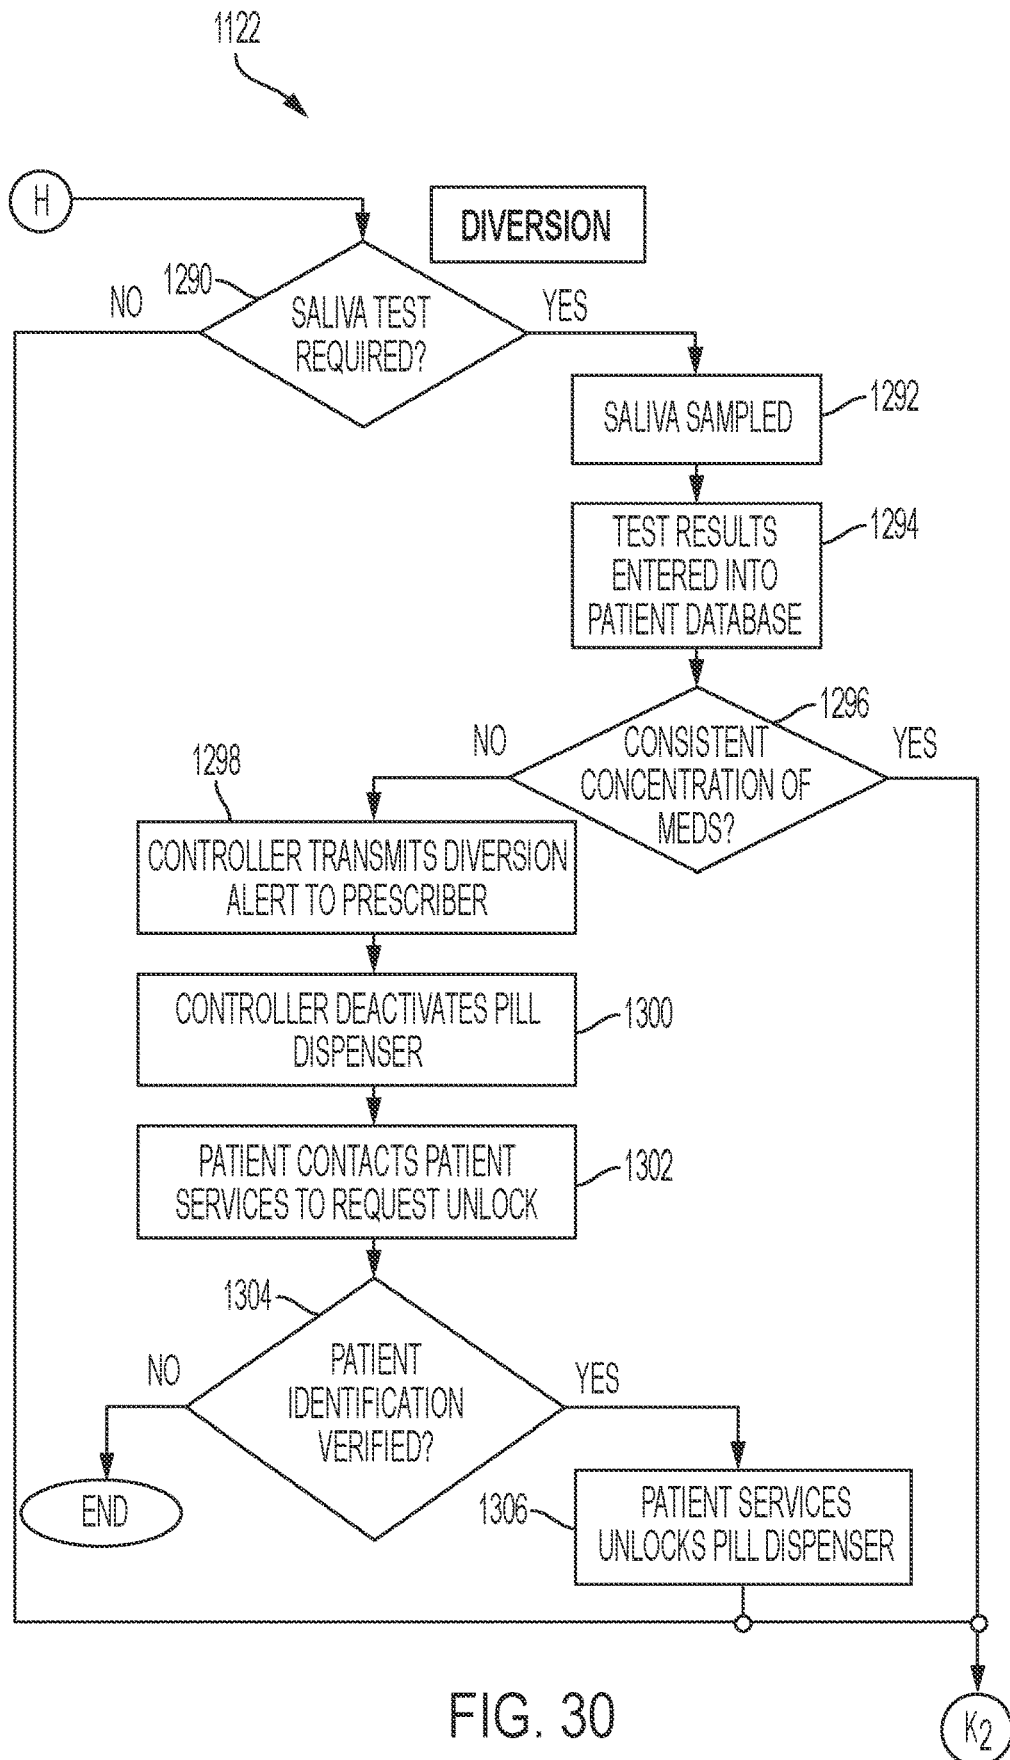 1122
H
DIVERSION
1290
NO
YES
SALIVA TEST
REQUIRED?
1292
SALIVA SAMPLED
1294
TEST RESULTS
ENTERED INTO
PATIENT DATABASE
1296
NO
YES
CONSISTENT
CONCENTRATION OF
MEDS?
1298
CONTROLLER TRANSMITS DIVERSION
ALERT TO PRESCRIBER
CONTROLLER DEACTIVATES PILL
DISPENSER
1300
PATIENT CONTACTS PATIENT
SERVICES TO REQUEST UNLOCK
1302
1304
NO
YES
PATIENT
IDENTIFICATION
VERIFIED?
END
1306
PATIENT SERVICES
UNLOCKS PILL DISPENSER
FIG. 30
K2